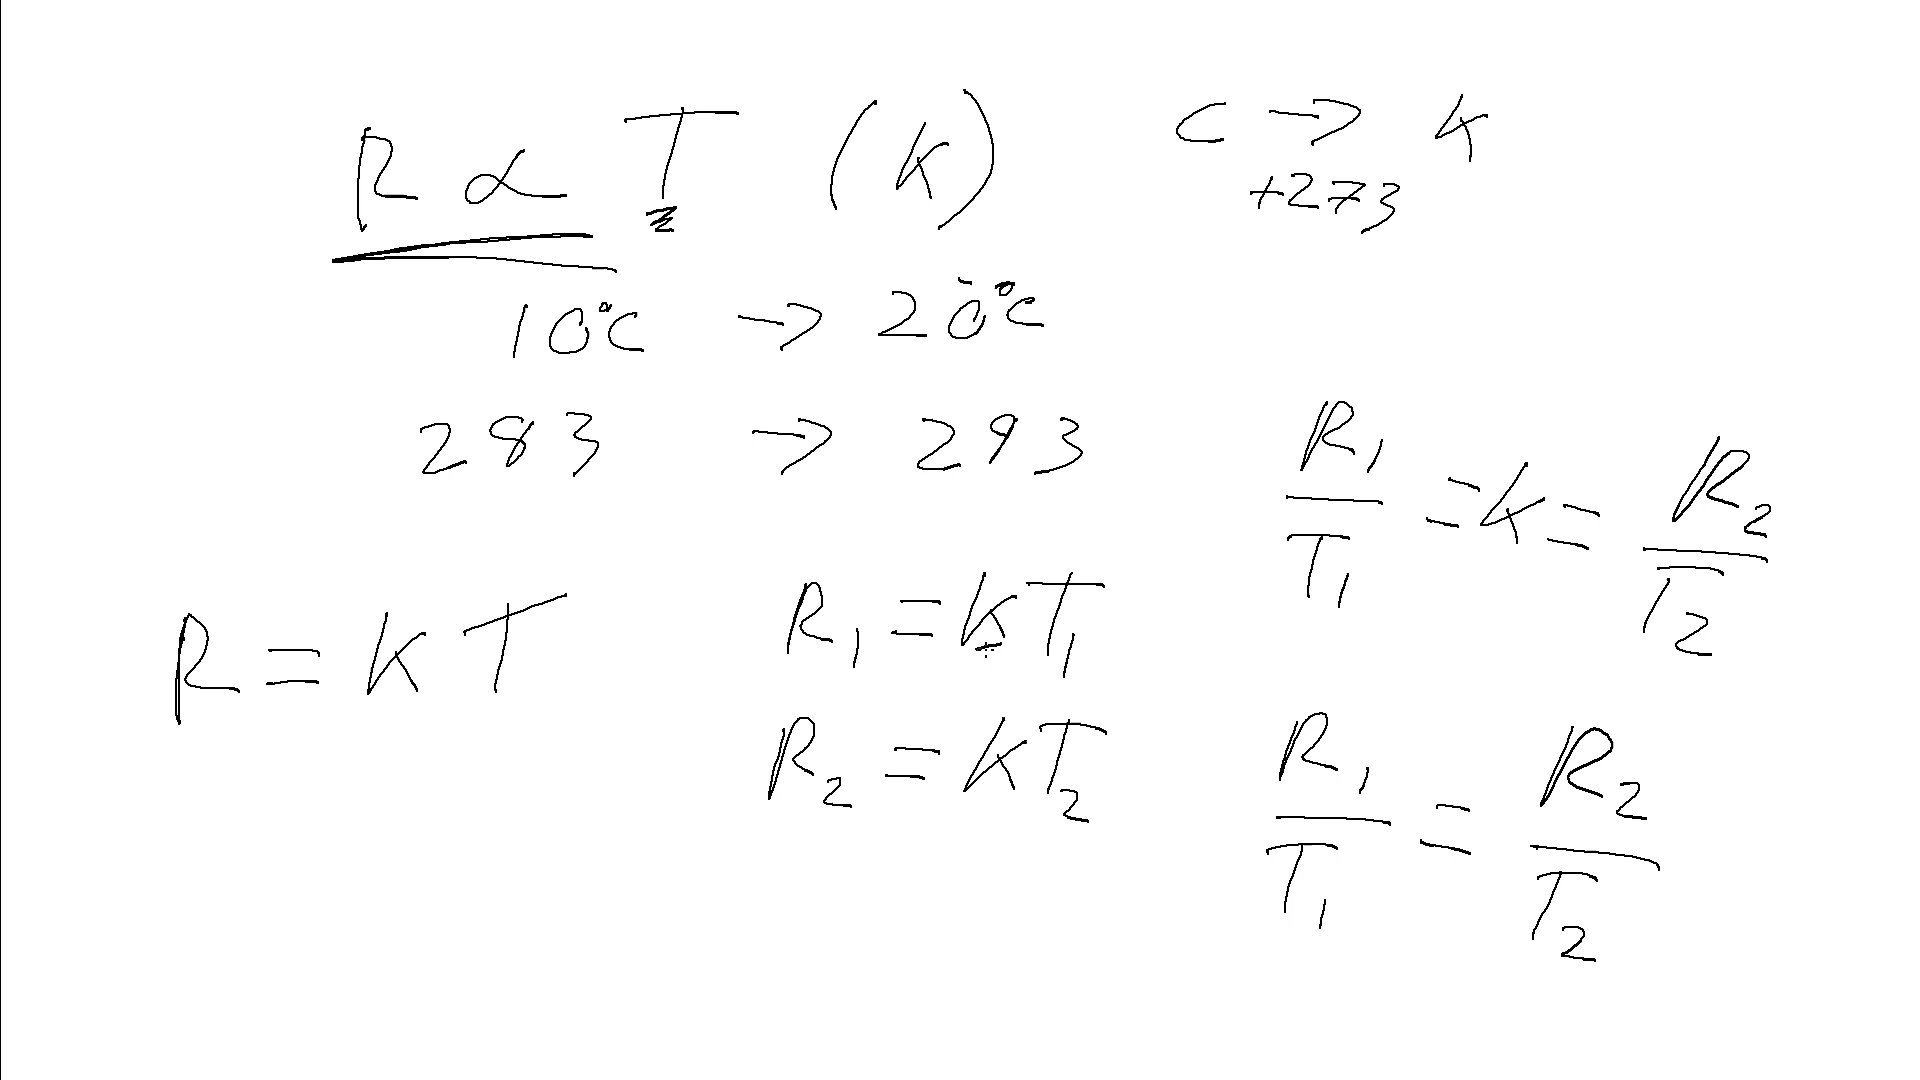 R ∝ T (K) C → K
+273
10°C → 20°C
283 → 293
R₁/T₁ = K = R₂/T₂
R = KT
R₁ = KT₁
R₂ = KT₂
R₁/T₁ = R₂/T₂